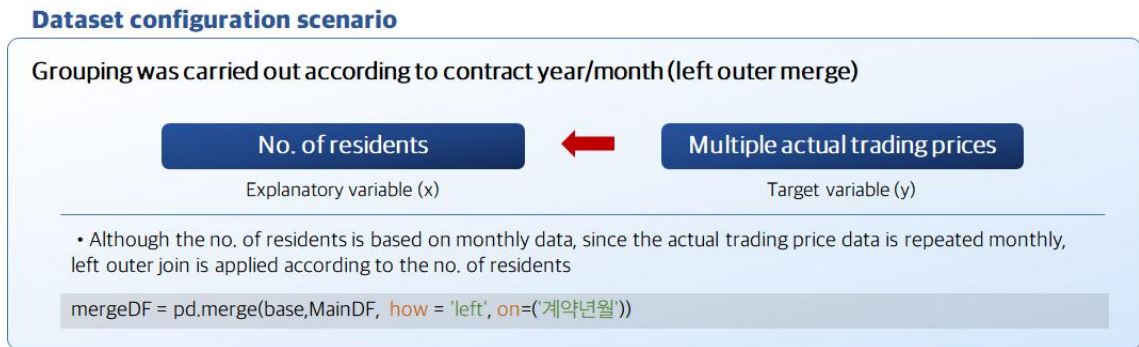 Dataset configuration scenario
Grouping was carried out according to contract year/month (left outer merge)
No. of residents
Multiple actual trading prices
Explanatory variable (x)
Target variable (y)
• Although the no. of residents is based on monthly data, since the actual trading price data is repeated monthly,
left outer join is applied according to the no. of residents
mergeDF = pd.merge(base,MainDF, how = 'left', on=('계약년월'))